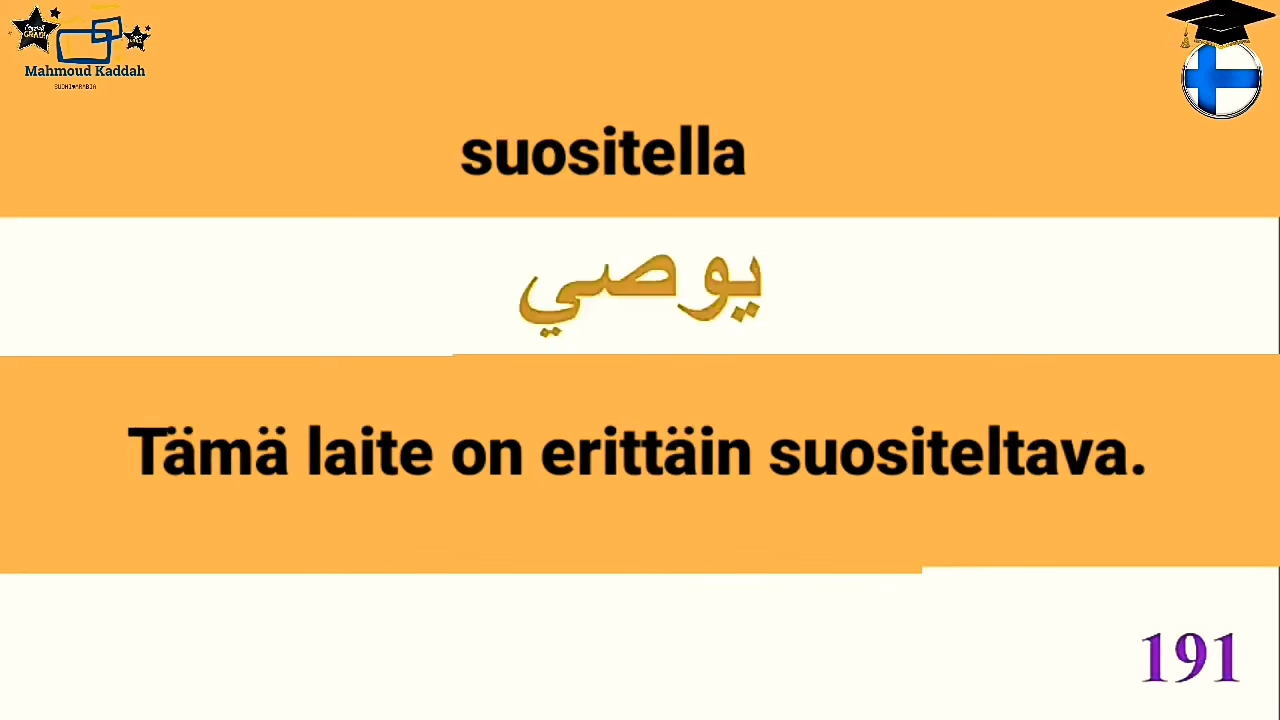 Mahmoud Kaddah
suositella
يوصي
Tämä laite on erittäin suositeltava.
191